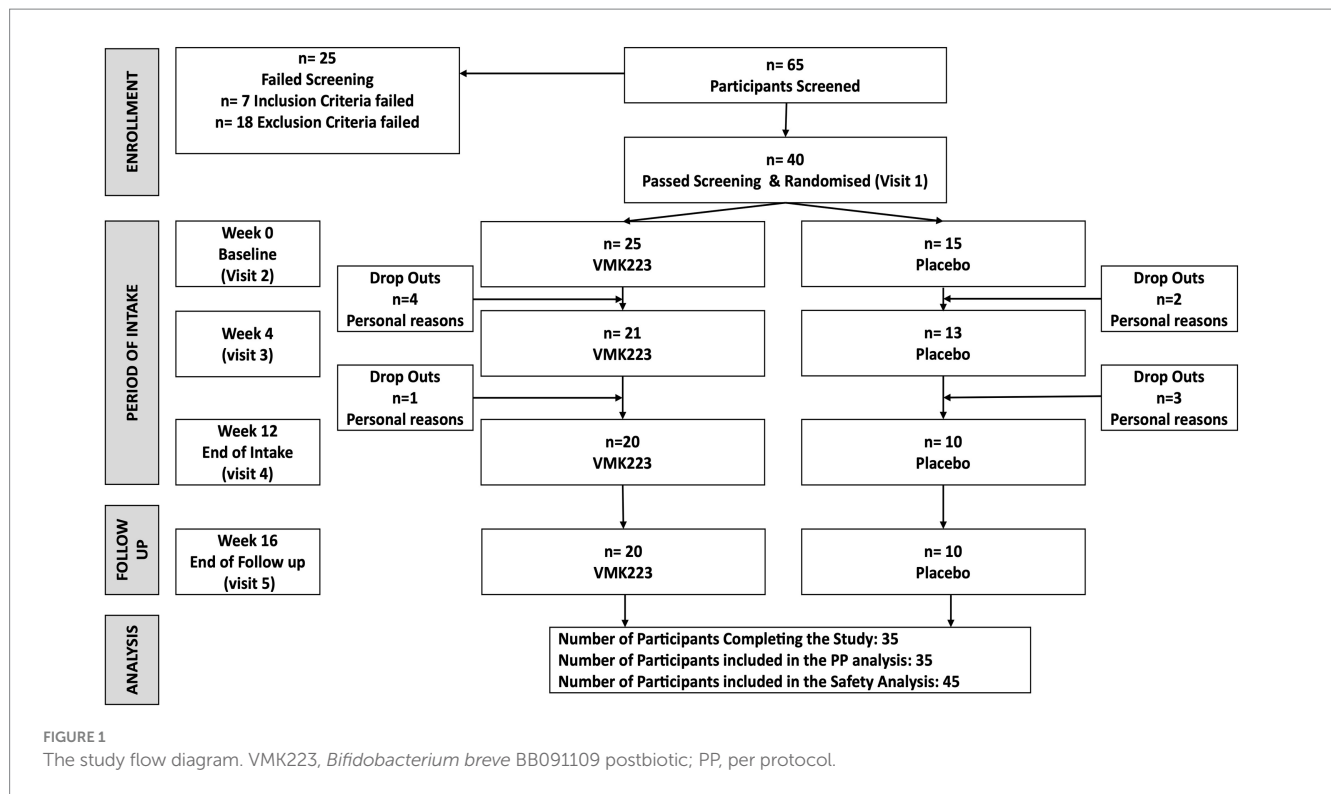 ENROLLMENT
n= 25
Failed Screening
n= 7 Inclusion Criteria failed
n= 18 Exclusion Criteria failed
n= 65
Participants Screened
n= 40
Passed Screening & Randomised (Visit 1)
PERIOD OF INTAKE
Week 0
Baseline
(Visit 2)
n= 25
VMK223
n= 15
Placebo
Drop Outs
n=4
Personal reasons
Drop Outs
n=2
Personal reasons
Week 4
(visit 3)
n= 21
VMK223
n= 13
Placebo
Drop Outs
n=1
Personal reasons
Drop Outs
n=3
Personal reasons
Week 12
End of Intake
(visit 4)
n=20
VMK223
n= 10
Placebo
FOLLOW
UP
Week 16
End of Follow up
(visit 5)
n= 20
VMK223
n= 10
Placebo
ANALYSIS
Number of Participants Completing the Study: 35
Number of Participants included in the PP analysis: 35
Number of Participants included in the Safety Analysis: 45
FIGURE 1
The study flow diagram. VMK223, Bifidobacterium breve BB091109 postbiotic; PP, per protocol.